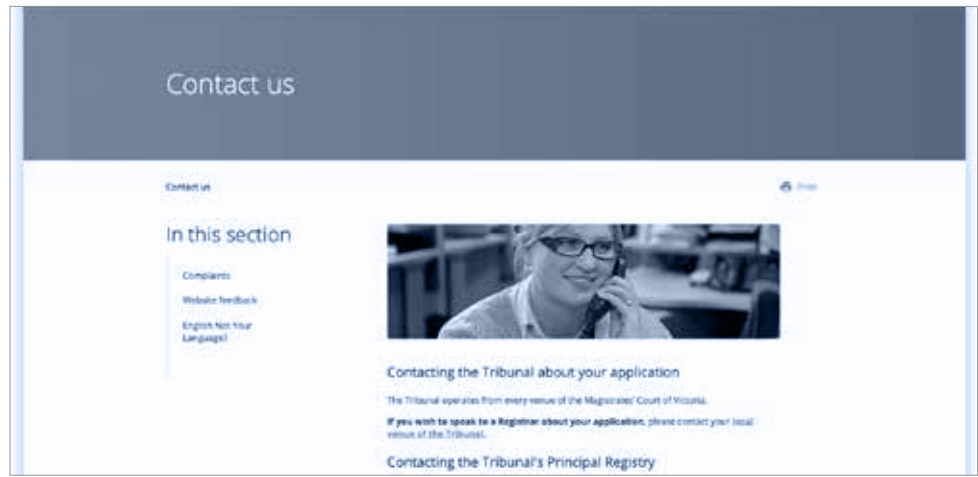 Contact us
Contact us
Print
In this section
Complaints
Website feedback
English Not Your
Language?
Contacting the Tribunal about your application
The Tribunal operates from every venue of the Magistrates' Court of Victoria.
If you wish to speak to a Registrar about your application, please contact your local
venue of the Tribunal.
Contacting the Tribunal's Principal Registry